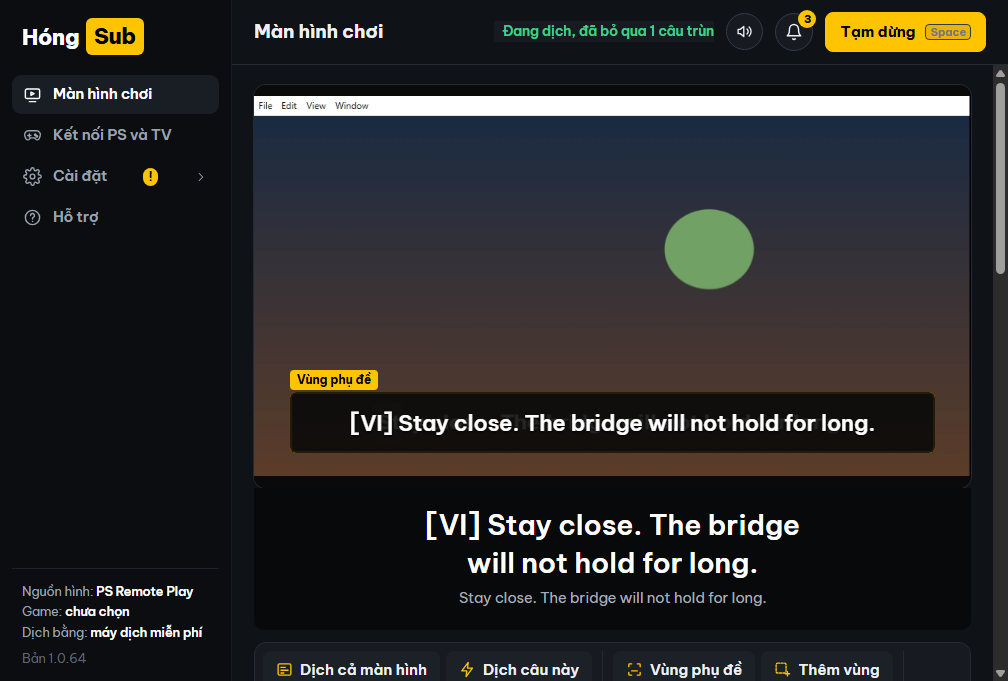 Hóng Sub
Màn hình chơi
Kết nối PS và TV
Cài đặt !
Hỗ trợ
Nguồn hình: PS Remote Play
Game: chưa chọn
Dịch bằng: máy dịch miễn phí
Bản 1.0.64
Màn hình chơi
Đang dịch, đã bỏ qua 1 câu trùn
3
Tạm dừng Space
File Edit View Window
Vùng phụ đề
[VI] Stay close. The bridge will not hold for long.
[VI] Stay close. The bridge
will not hold for long.
Stay close. The bridge will not hold for long.
Dịch cả màn hình
Dịch câu này
Vùng phụ đề
Thêm vùng